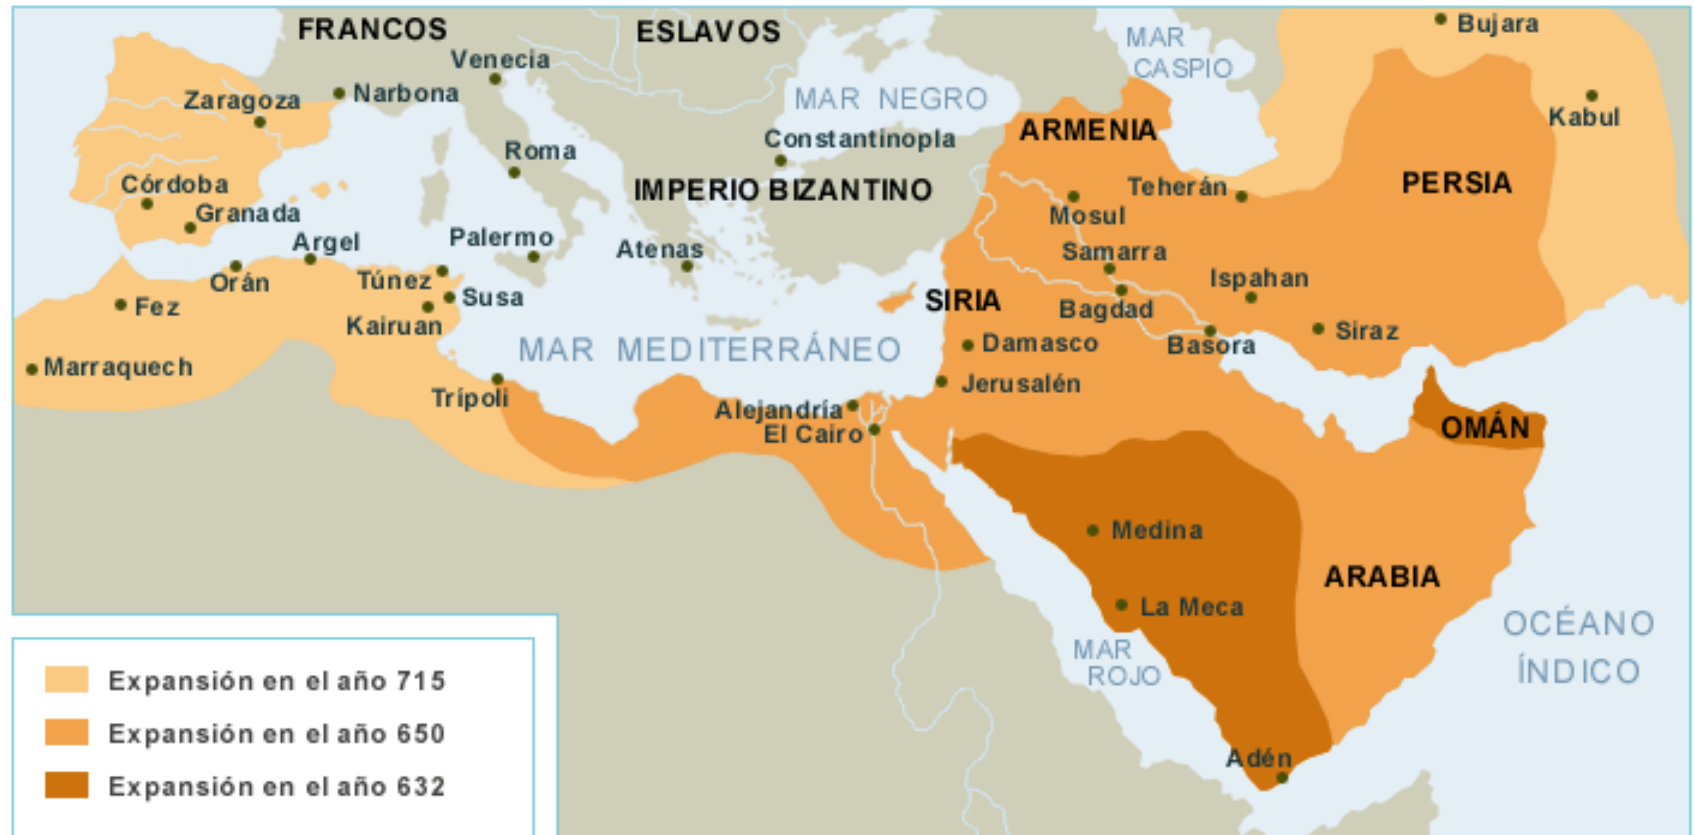 FRANCOS
ESLAVOS
Bujara
Venecia
MAR
CASPIO
Zaragoza
Narbona
MAR NEGRO
Kabul
ARMENIA
Constantinopla
Roma
Córdoba
IMPERIO BIZANTINO
Teherán
PERSIA
Granada
Mosul
Argel
Palermo
Atenas
Samarra
Orán
Túnez
Ispahan
Fez
Susa
SIRIA
Bagdad
Kairuan
Siraz
MAR MEDITERRÁNEO
Damasco
Basora
Marraquech
Jerusalén
Trípoli
Alejandría
El Cairo
OMÁN
Medina
ARABIA
La Meca
OCÉANO
ÍNDICO
MAR
ROJO
Adén
Expansión en el año 715
Expansión en el año 650
Expansión en el año 632